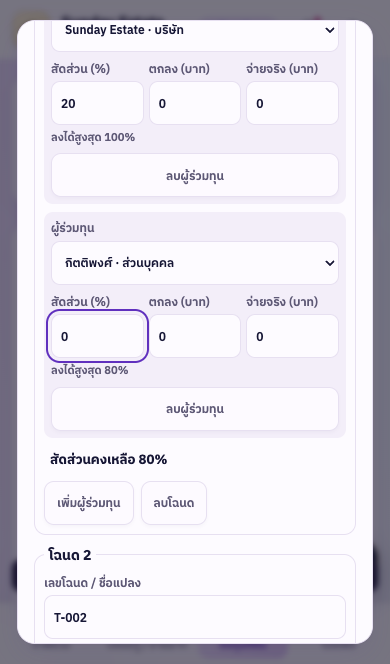 Sunday Estate · บริษัท
สัดส่วน (%) ตกลง (บาท) จ่ายจริง (บาท)
20 0 0
ลงได้สูงสุด 100%
ลบผู้ร่วมทุน
ผู้ร่วมทุน
กิตติพงศ์ · ส่วนบุคคล
สัดส่วน (%) ตกลง (บาท) จ่ายจริง (บาท)
0 0 0
ลงได้สูงสุด 80%
ลบผู้ร่วมทุน
สัดส่วนคงเหลือ 80%
เพิ่มผู้ร่วมทุน ลบโฉนด
โฉนด 2
เลขโฉนด / ชื่อแปลง
T-002